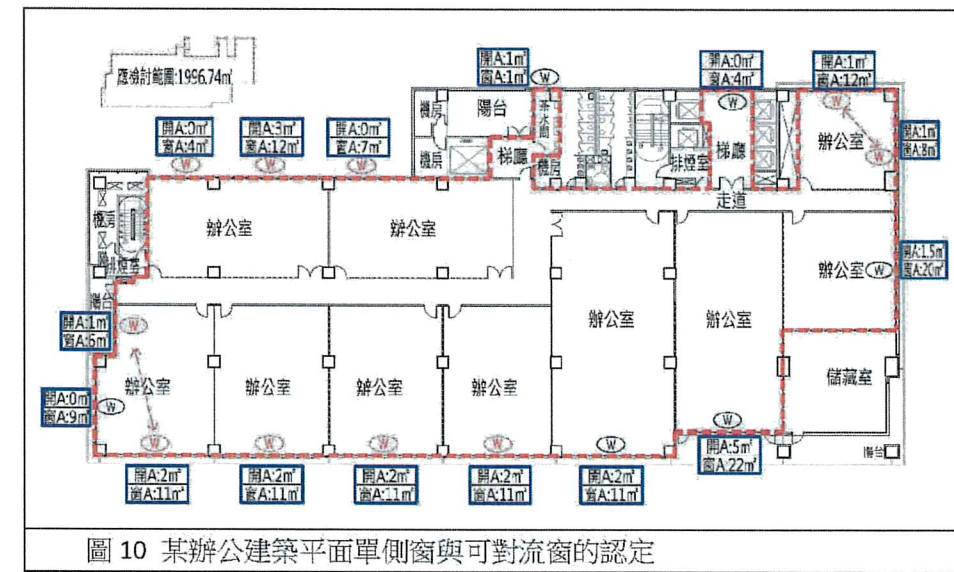 應檢討範圍:1996.74㎡
開A:1㎡
窗A:1㎡
W
開A:0㎡
窗A:4㎡
W
開A:1㎡
窗A:12㎡
W
開A:1㎡
窗A:8㎡
W
機房
陽台
茶水間
機房
梯廳
機房
排煙室
梯廳
辦公室
走道
開A:0㎡
窗A:4㎡
W
開A:3㎡
窗A:12㎡
W
開A:0㎡
窗A:7㎡
W
機房
排煙室
陽台
辦公室
辦公室
辦公室
辦公室
辦公室
W
開A:1.5㎡
窗A:20㎡
開A:1㎡
窗A:6㎡
W
開A:0㎡
窗A:9㎡
W
辦公室
辦公室
辦公室
辦公室
儲藏室
陽台
W
W
W
W
W
W
開A:2㎡
窗A:11㎡
開A:2㎡
窗A:11㎡
開A:2㎡
窗A:11㎡
開A:2㎡
窗A:11㎡
開A:2㎡
窗A:11㎡
開A:5㎡
窗A:22㎡
圖 10 某辦公建築平面單側窗與可對流窗的認定